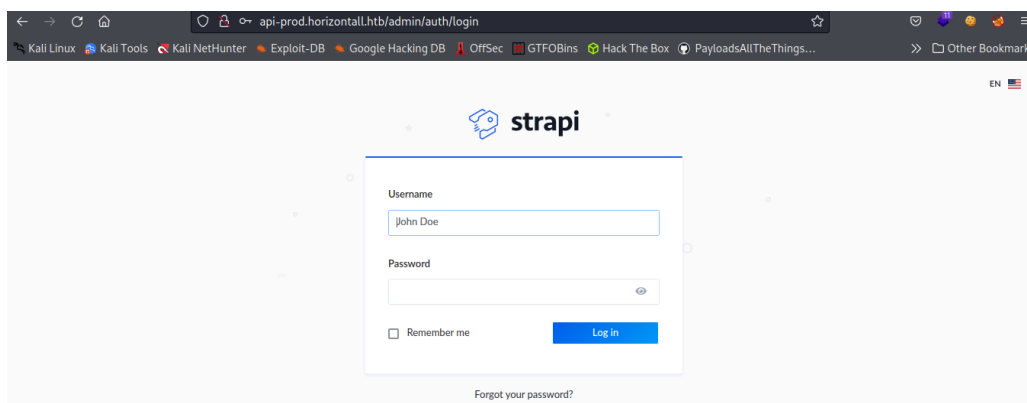 api-prod.horizontall.htb/admin/auth/login
11
Kali Linux Kali Tools Kali NetHunter Exploit-DB Google Hacking DB OffSec GTFOBins Hack The Box PayloadsAllTheThings... Other Bookmark
EN
strapi
Username
John Doe
Password
Remember me Log in
Forgot your password?